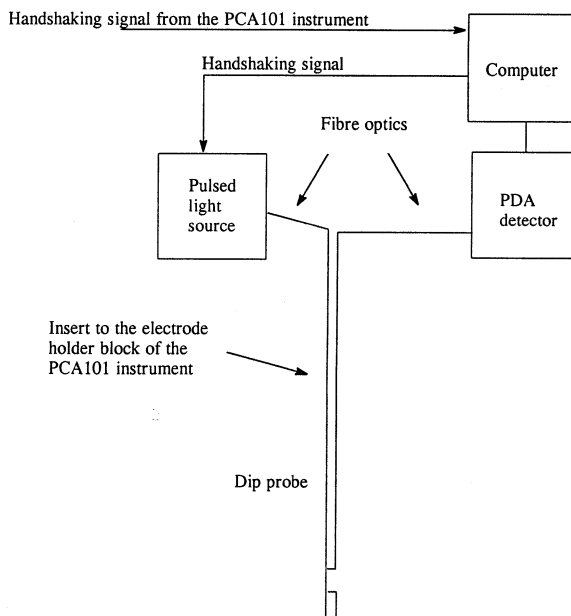 Handshaking signal from the PCA101 instrument
Handshaking signal
Computer
Fibre optics
Pulsed
light
source
PDA
detector
Insert to the electrode
holder block of the
PCA101 instrument
Dip probe